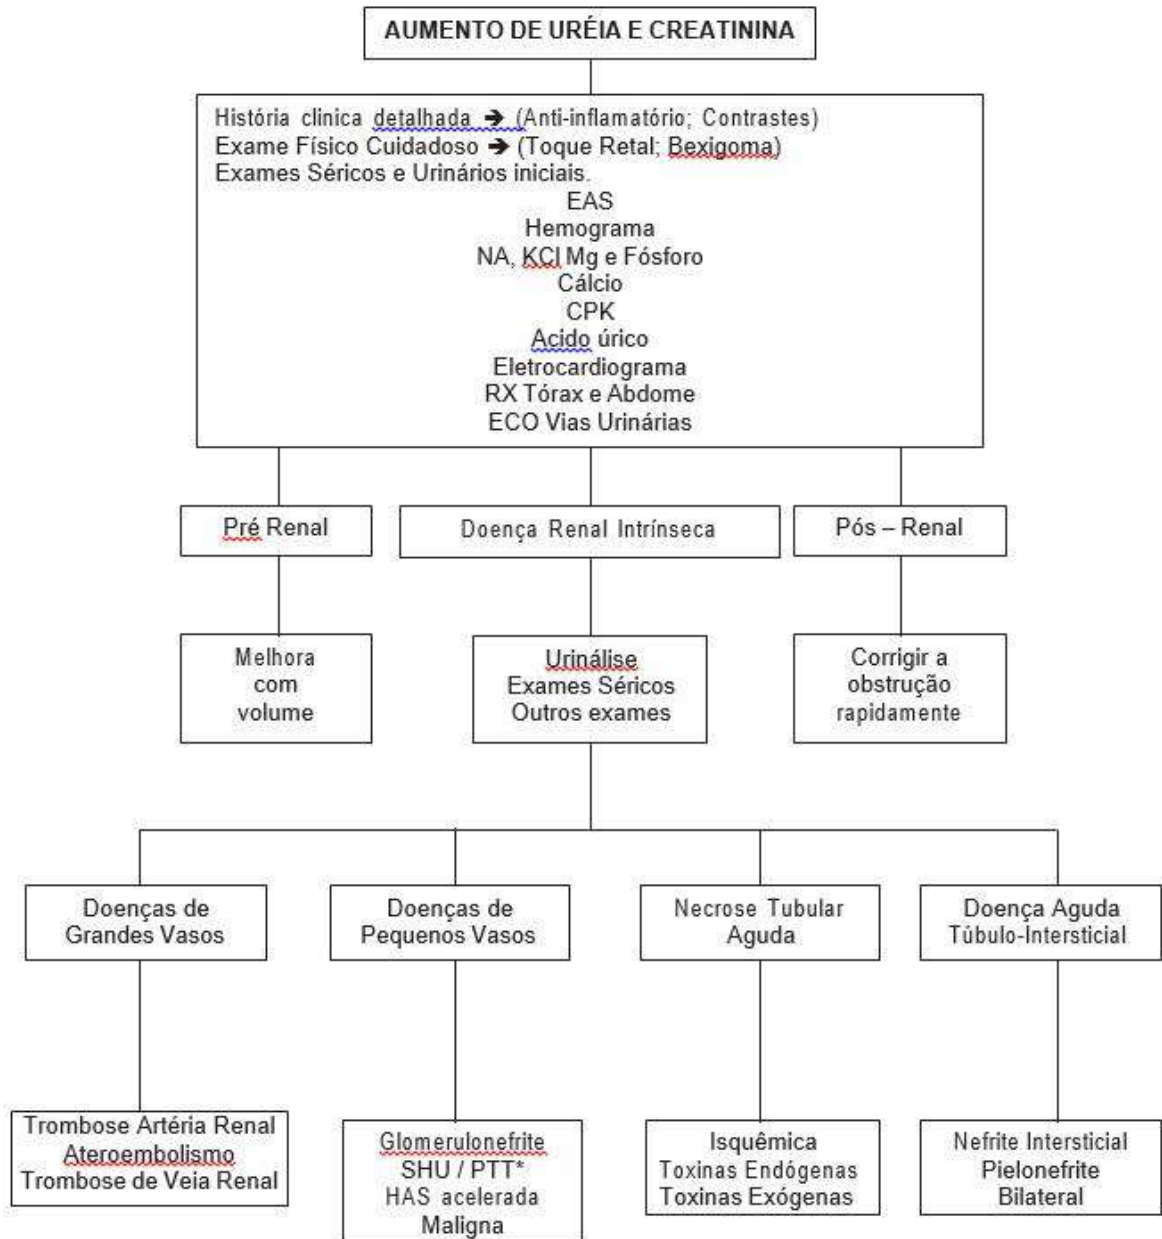 AUMENTO DE URÉIA E CREATININA
História clinica detalhada ➔ (Anti-inflamatório; Contrastes)
Exame Físico Cuidadoso ➔ (Toque Retal; Bexigoma)
Exames Séricos e Urinários iniciais.
EAS
Hemograma
NA, KCl Mg e Fósforo
Cálcio
CPK
Acido úrico
Eletrocardiograma
RX Tórax e Abdome
ECO Vias Urinárias
Pré Renal
Doença Renal Intrínseca
Pós – Renal
Melhora
com
volume
Urinálise
Exames Séricos
Outros exames
Corrigir a
obstrução
rapidamente
Doenças de
Grandes Vasos
Doenças de
Pequenos Vasos
Necrose Tubular
Aguda
Doença Aguda
Túbulo-Intersticial
Trombose Artéria Renal
Ateroembolismo
Trombose de Veia Renal
Glomerulonefrite
SHU / PTT*
HAS acelerada
Maligna
Isquêmica
Toxinas Endógenas
Toxinas Exógenas
Nefrite Intersticial
Pielonefrite
Bilateral